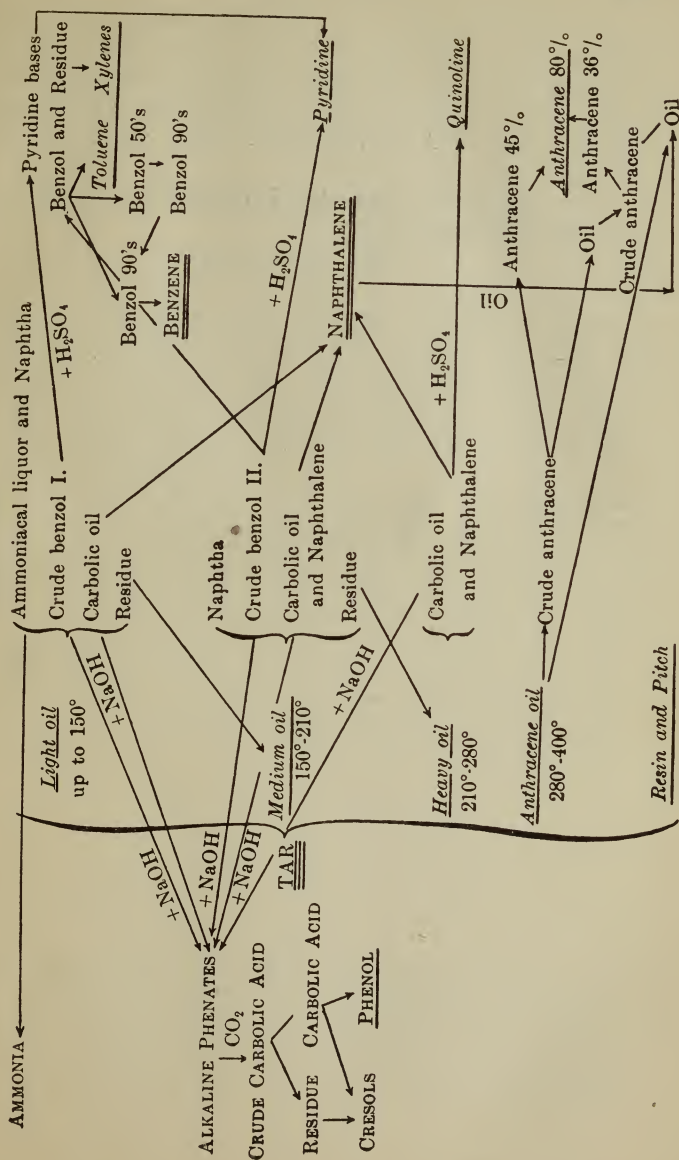 AMMONIA
ALKALINE PHENATES
CO₂
CRUDE CARBOLIC ACID
RESIDUE CARBOLIC ACID
CRESOLS PHENOL
TAR
+ NaOH
+ NaOH
+ NaOH
+ NaOH
+ NaOH
Light oil
up to 150°
Medium oil
150°-210°
Heavy oil
210°-280°
Anthracene oil
280°-400°
Resin and Pitch
Ammoniacal liquor and Naphtha
Crude benzol I.
Carbolic oil
Residue
Naphtha
Crude benzol II.
Carbolic oil
and Naphthalene
Residue
Carbolic oil
and Naphthalene
Crude anthracene
+ H₂SO₄
Pyridine bases
Benzol and Residue
Toluene Xylenes
Benzol 50's
Benzol 90's
Benzol 90's
BENZENE
+ H₂SO₄
Pyridine
NAPHTHALENE
+ H₂SO₄
Quinoline
Oil
Anthracene 45%
Anthracene 80%
Anthracene 36%
Oil
Crude anthracene
Oil